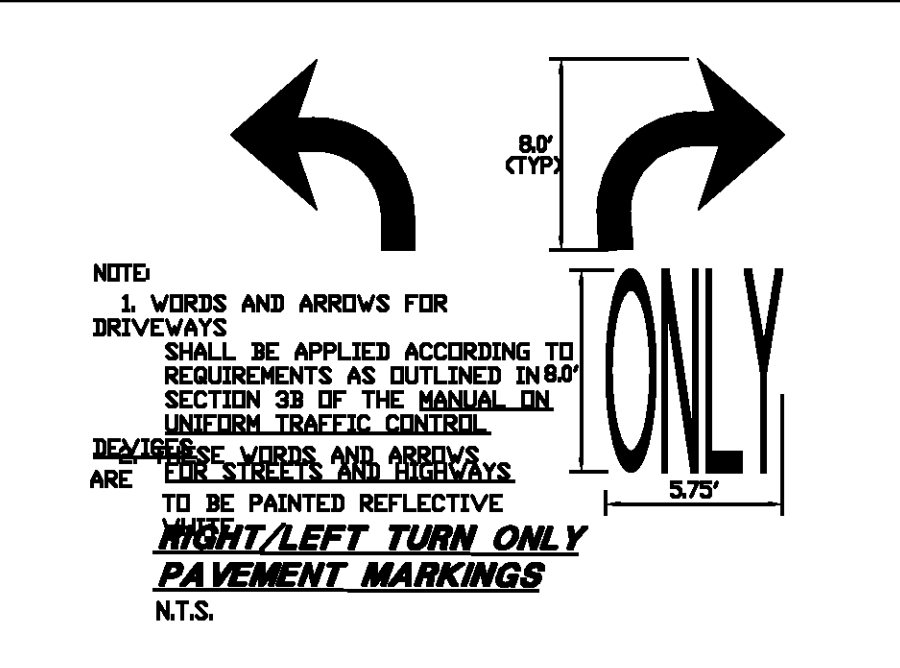 8.0'
(TYP)
NOTE:
1. WORDS AND ARROWS FOR
DRIVEWAYS
SHALL BE APPLIED ACCORDING TO
REQUIREMENTS AS OUTLINED IN
SECTION 3B OF THE MANUAL ON
UNIFORM TRAFFIC CONTROL
DEVICES
FOR STREETS AND HIGHWAYS
2. THESE WORDS AND ARROWS
ARE
TO BE PAINTED REFLECTIVE
WHITE
ONLY
8.0'
5.75'
RIGHT/LEFT TURN ONLY
PAVEMENT MARKINGS
N.T.S.